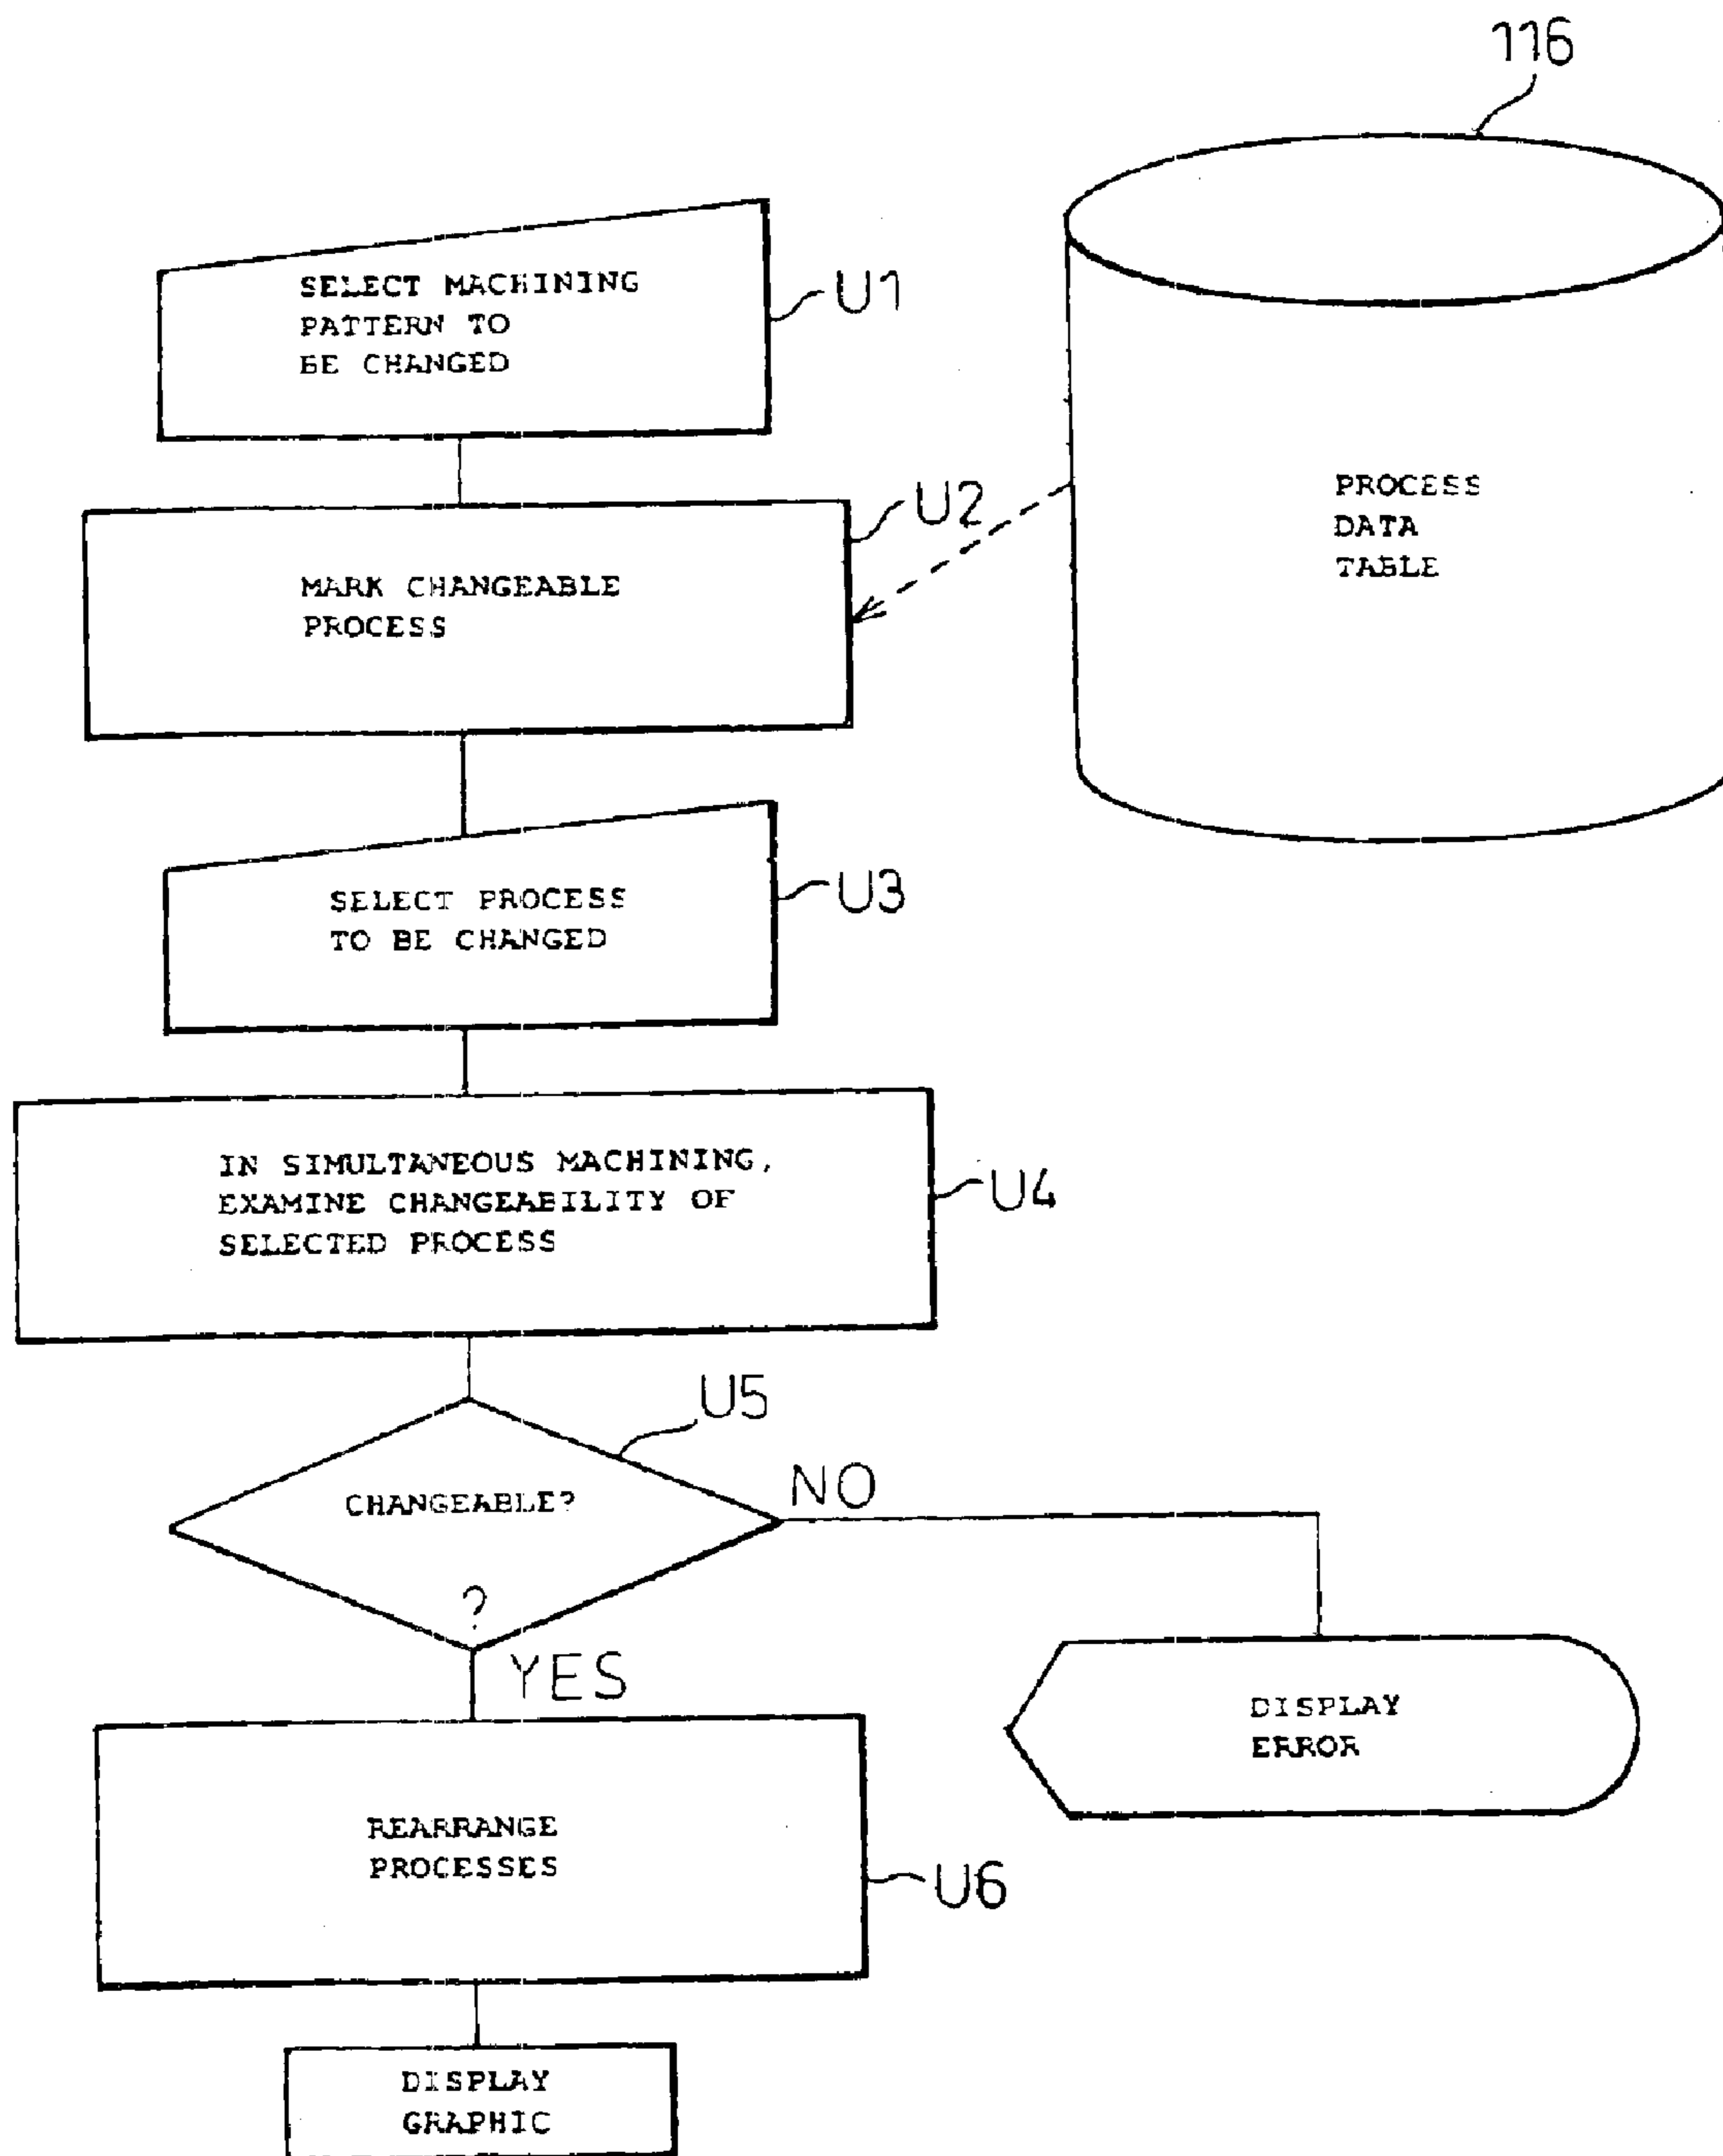 116
SELECT MACHINING
PATTERN TO
BE CHANGED
U1
PROCESS
DATA
TABLE
U2
MARK CHANGEABLE
PROCESS
SELECT PROCESS
TO BE CHANGED
U3
IN SIMULTANEOUS MACHINING,
EXAMINE CHANGEABILITY OF
SELECTED PROCESS
U4
U5
CHANGEABLE?
NO
?
YES
DISPLAY
ERROR
REARRANGE
PROCESSES
U6
DISPLAY
GRAPHIC